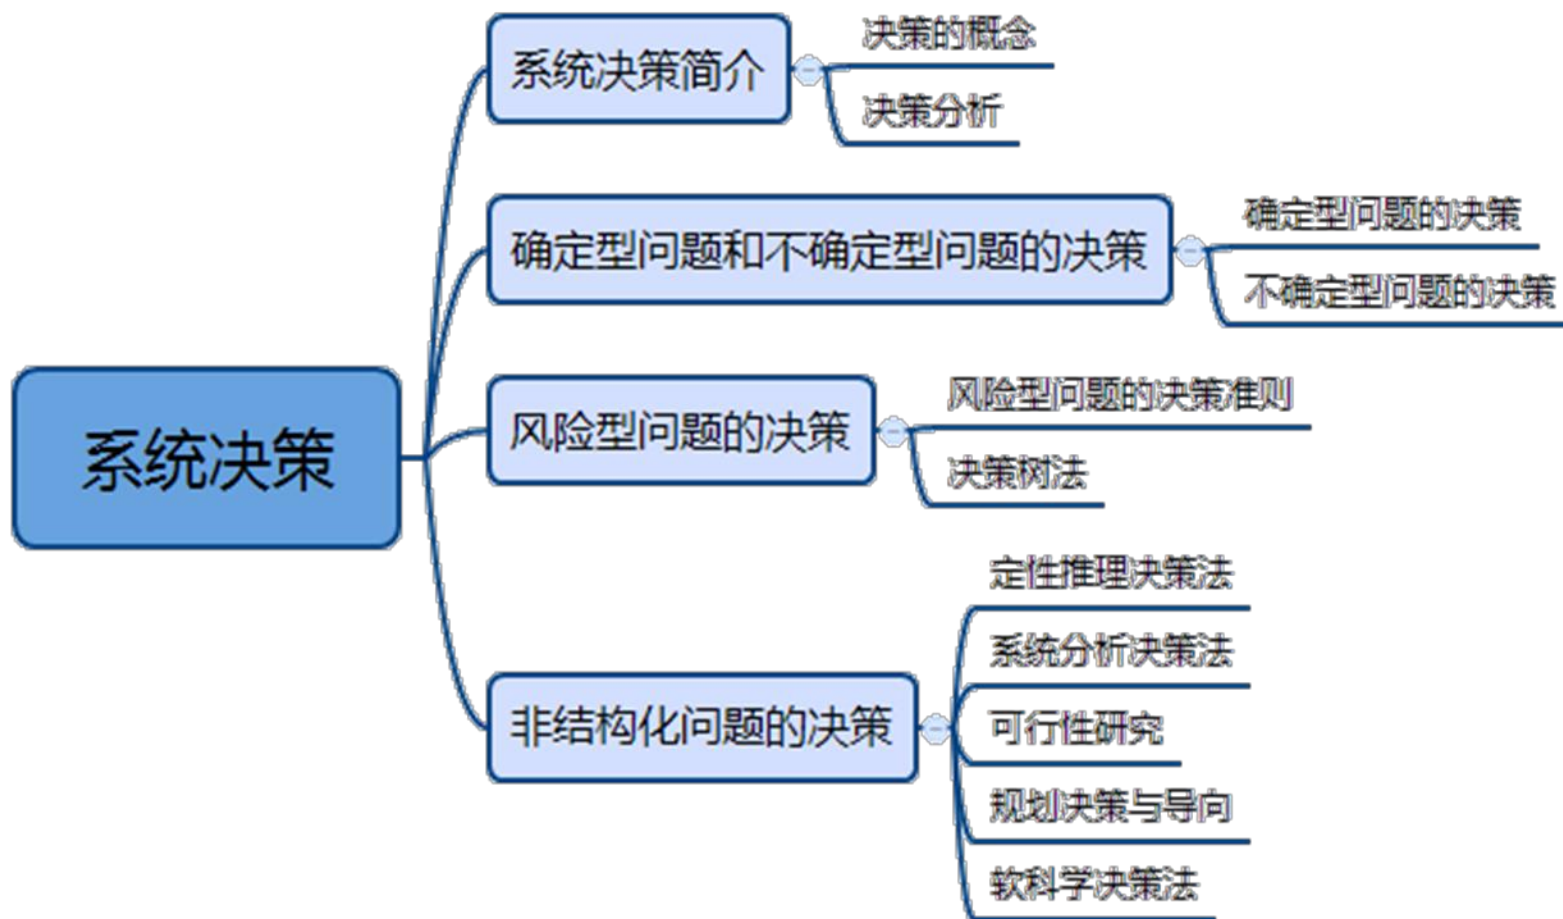 系统决策
系统决策简介
决策的概念
决策分析
确定型问题和不确定型问题的决策
确定型问题的决策
不确定型问题的决策
风险型问题的决策
风险型问题的决策准则
决策树法
非结构化问题的决策
定性推理决策法
系统分析决策法
可行性研究
规划决策与导向
软科学决策法